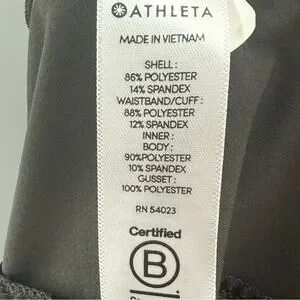 ATHLETA
MADE IN VIETNAM
SHELL :
86% POLYESTER
14% SPANDEX
WAISTBAND/CUFF :
88% POLYESTER
12% SPANDEX
INNER :
BODY :
90%POLYESTER
10% SPANDEX
GUSSET :
100% POLYESTER
RN 54023
Certified
B